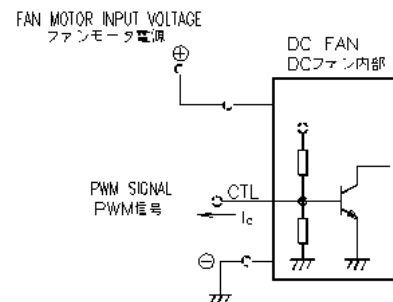 FAN MOTOR INPUT VOLTAGE
ファンモータ電源
DC FAN
DCファン内部
PWM SIGNAL
PWM信号
CTL
Ic